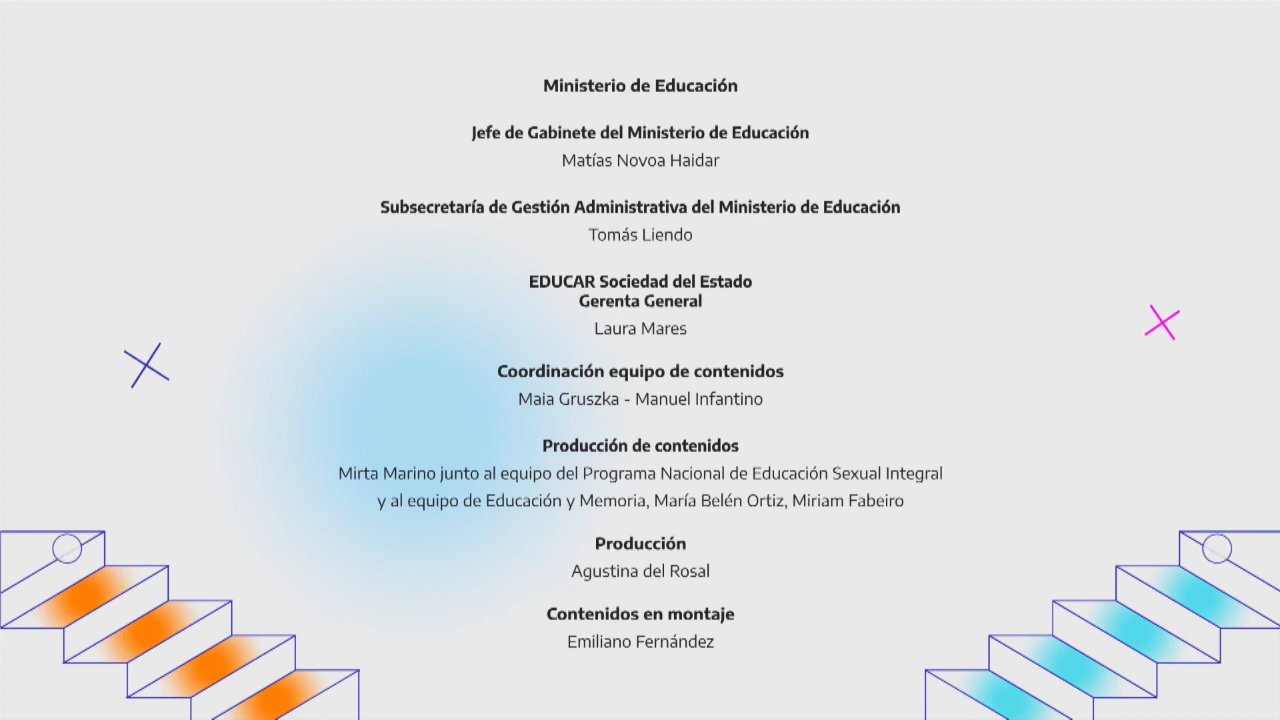 Ministerio de Educación
Jefe de Gabinete del Ministerio de Educación
Matías Novoa Haidar
Subsecretaría de Gestión Administrativa del Ministerio de Educación
Tomás Liendo
EDUCAR Sociedad del Estado
Gerenta General
Laura Mares
Coordinación equipo de contenidos
Maia Gruszka - Manuel Infantino
Producción de contenidos
Mirta Marino junto al equipo del Programa Nacional de Educación Sexual Integral
y al equipo de Educación y Memoria, María Belén Ortiz, Miriam Fabeiro
Producción
Agustina del Rosal
Contenidos en montaje
Emiliano Fernández